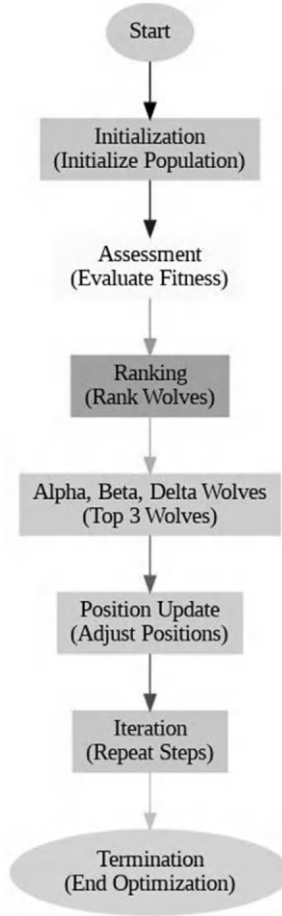 Start
Initialization
(Initialize Population)
Assessment
(Evaluate Fitness)
Ranking
(Rank Wolves)
Alpha, Beta, Delta Wolves
(Top 3 Wolves)
Position Update
(Adjust Positions)
Iteration
(Repeat Steps)
Termination
(End Optimization)